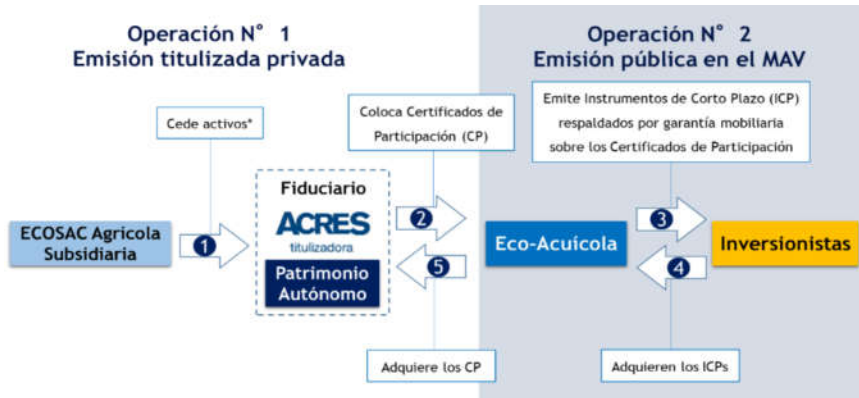 Operación N° 1
Emisión titulizada privada
Operación N° 2
Emisión pública en el MAV
Cede activos*
Coloca Certificados de
Participación (CP)
Emite Instrumentos de Corto Plazo (ICP)
respaldados por garantía mobiliaria
sobre los Certificados de Participación
ECOSAC Agricola
Subsidiaria
1
Fiduciario
ACRES
titulizadora
Patrimonio
Autónomo
2
5
Eco-Acuícola
3
4
Inversionistas
Adquiere los CP
Adquieren los ICPs